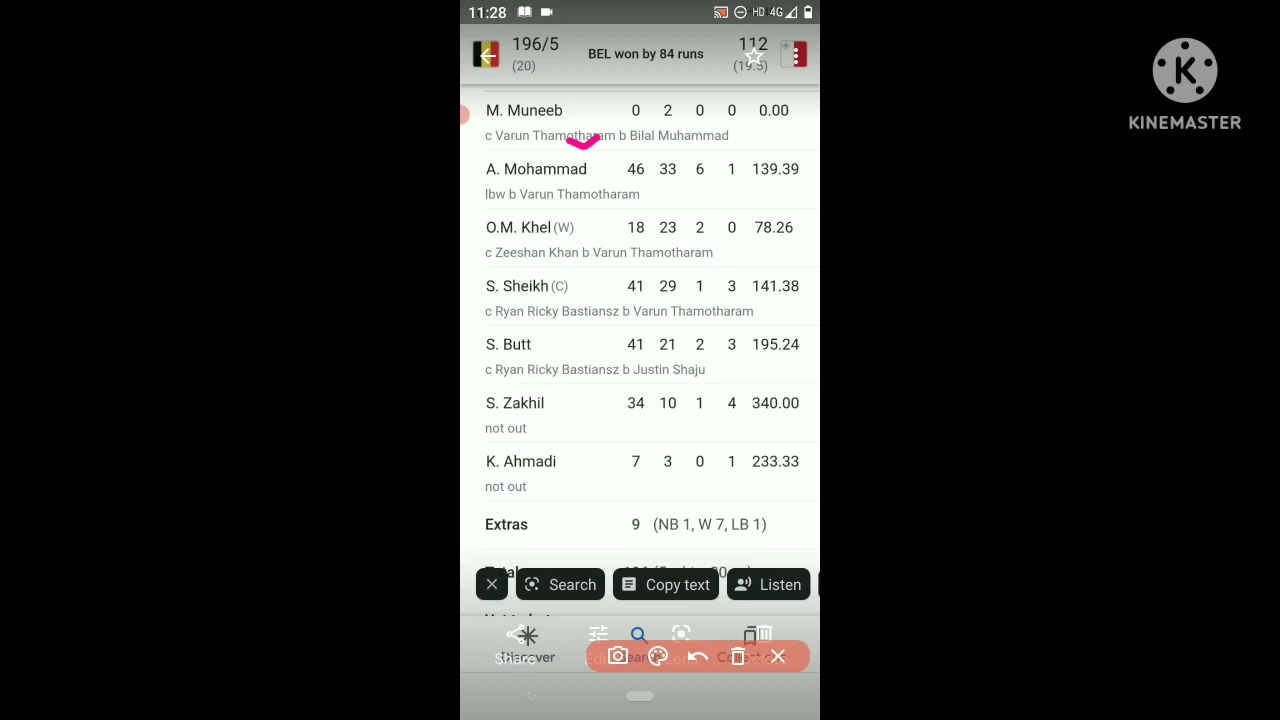 11:28 HD 4G
196/5 BEL won by 84 runs 112
(20) (19.5)
M. Muneeb 0 2 0 0 0.00
c Varun Thamotharam b Bilal Muhammad
A. Mohammad 46 33 6 1 139.39
lbw b Varun Thamotharam
O.M. Khel (W) 18 23 2 0 78.26
c Zeeshan Khan b Varun Thamotharam
S. Sheikh (C) 41 29 1 3 141.38
c Ryan Ricky Bastiansz b Varun Thamotharam
S. Butt 41 21 2 3 195.24
c Ryan Ricky Bastiansz b Justin Shaju
S. Zakhil 34 10 1 4 340.00
not out
K. Ahmadi 7 3 0 1 233.33
not out
Extras 9 (NB 1, W 7, LB 1)
Total
Search Copy text Listen
Share Discover
K
KINEMASTER